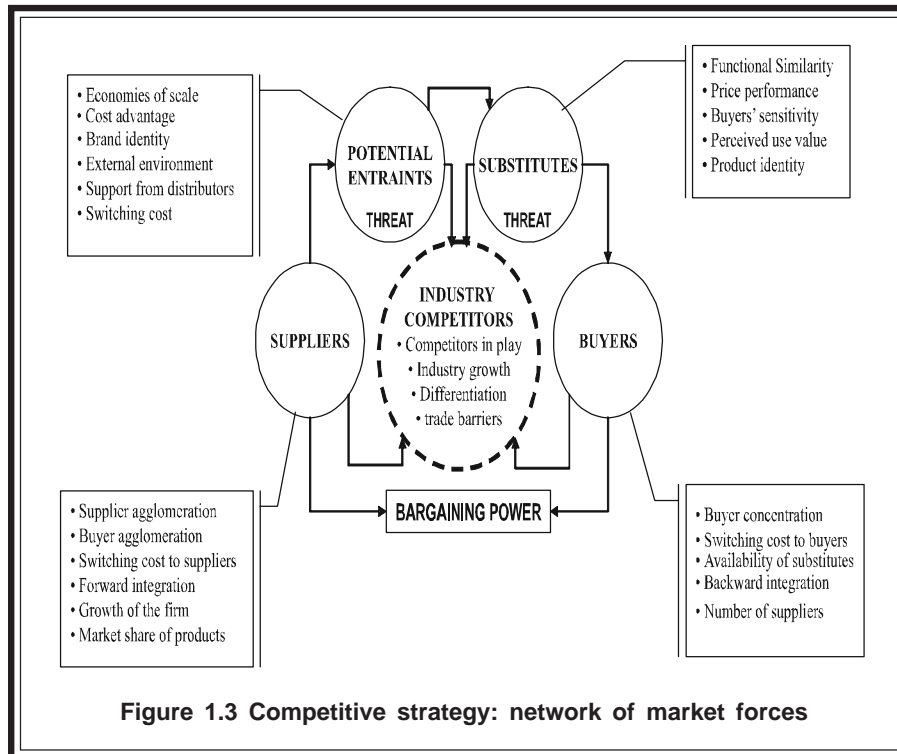 • Economies of scale
• Cost advantage
• Brand identity
• External environment
• Support from distributors
• Switching cost
POTENTIAL
ENTRAINTS
THREAT
SUBSTITUTES
THREAT
• Functional Similarity
• Price performance
• Buyers' sensitivity
• Perceived use value
• Product identity
SUPPLIERS
INDUSTRY
COMPETITORS
• Competitors in play
• Industry growth
• Differentiation
• trade barriers
BUYERS
• Supplier agglomeration
• Buyer agglomeration
• Switching cost to suppliers
• Forward integration
• Growth of the firm
• Market share of products
BARGAINING POWER
• Buyer concentration
• Switching cost to buyers
• Availability of substitutes
• Backward integration
• Number of suppliers
Figure 1.3 Competitive strategy: network of market forces